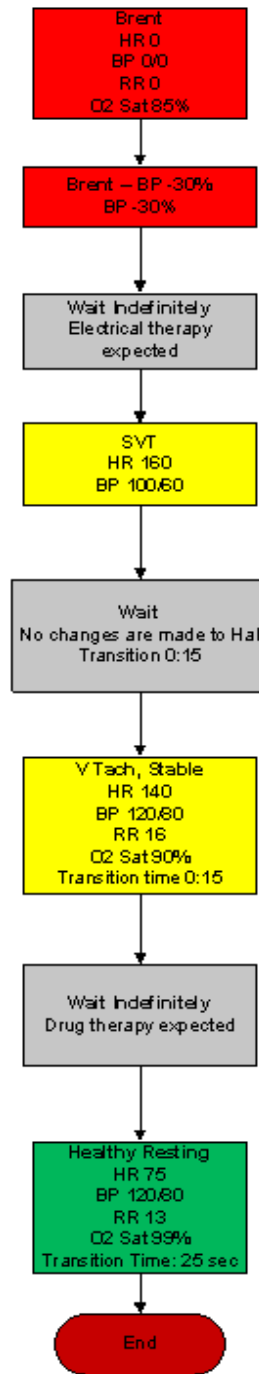 Brent
HR 0
BP 0/0
RR 0
O2 Sat 85%
Brent – BP -30%
BP -30%
Wait Indefinitely
Electrical therapy
expected
SVT
HR 160
BP 100/60
Wait
No changes are made to Hal
Transition 0:15
V Tach, Stable
HR 140
BP 120/80
RR 16
O2 Sat 90%
Transition time 0:15
Wait Indefinitely
Drug therapy expected
Healthy Resting
HR 75
BP 120/80
RR 13
O2 Sat 99%
Transition Time: 25 sec
End